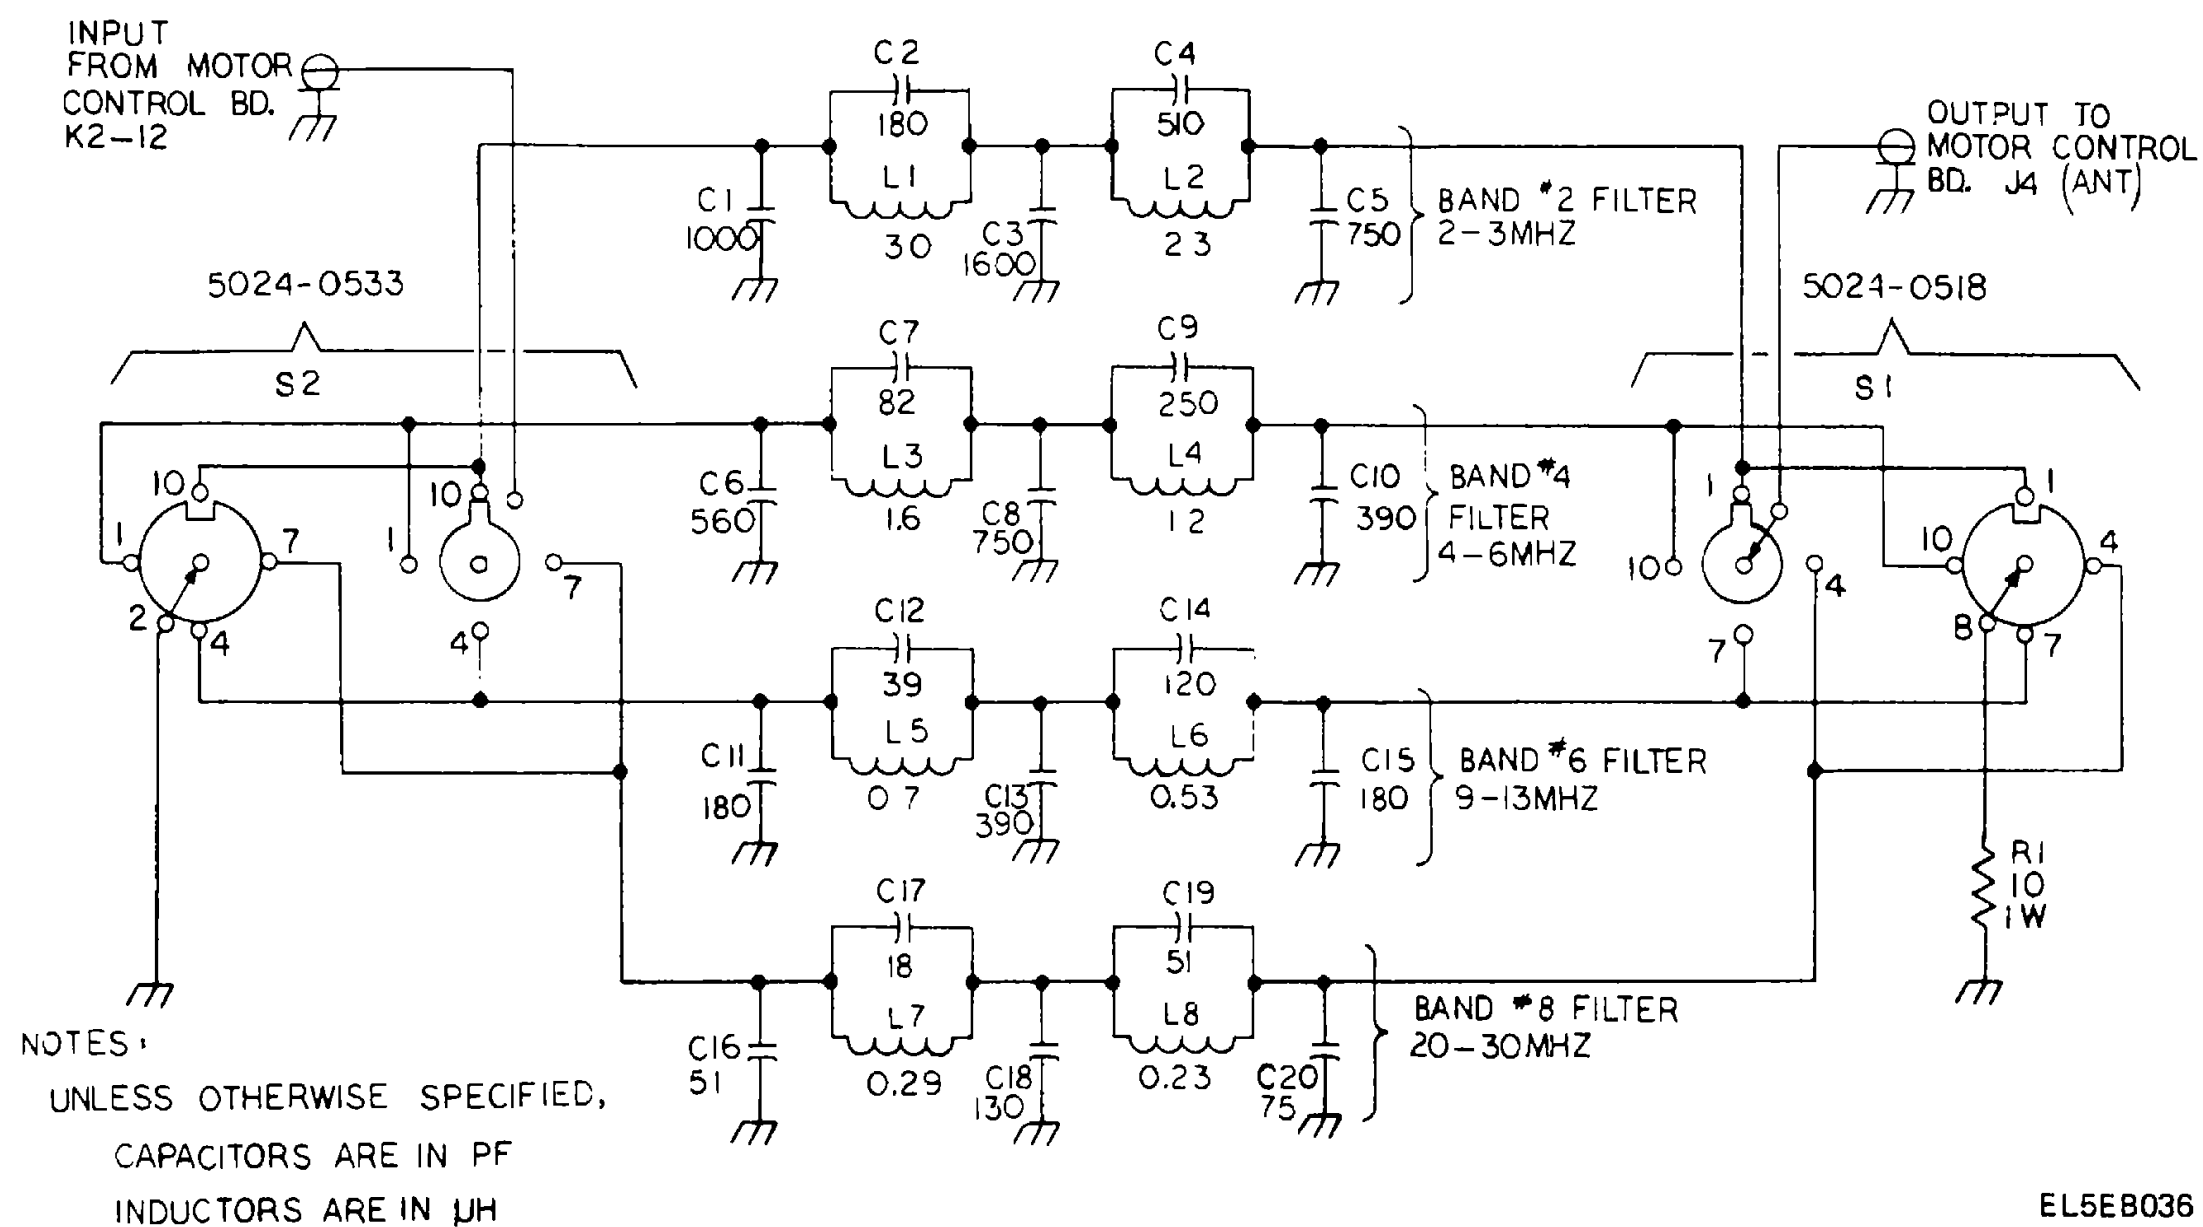 INPUT
FROM MOTOR
CONTROL BD.
K2-12
C2
180
L1
30
C4
510
L2
23
C1
1000
C3
1600
C5
750
BAND #2 FILTER
2-3MHZ
OUTPUT TO
MOTOR CONTROL
BD. J4 (ANT)
5024-0533
S2
5024-0518
S1
C7
82
L3
1.6
C9
250
L4
1 2
C6
560
C8
750
C10
390
BAND #4
FILTER
4-6MHZ
10
1
7
2
4
10
1
7
4
1
10
4
7
1
10
4
8
7
C12
39
L5
0 7
C14
120
L6
0.53
C11
180
C13
390
C15
180
BAND #6 FILTER
9-13MHZ
R1
10
1W
C17
18
L7
0.29
C19
51
L8
0.23
C16
51
C18
130
C20
75
BAND #8 FILTER
20-30MHZ
NOTES:
UNLESS OTHERWISE SPECIFIED,
CAPACITORS ARE IN PF
INDUCTORS ARE IN µH
EL5EB036